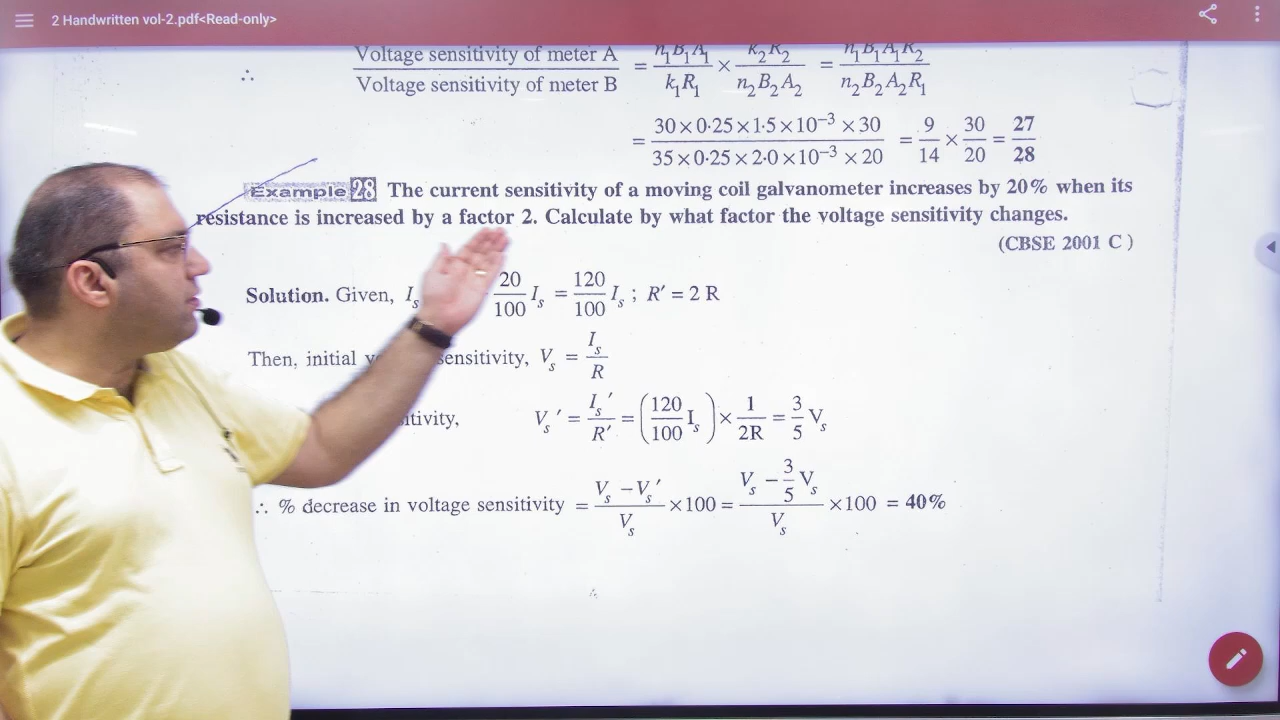 2 Handwritten vol-2.pdf<Read-only>
∴ Voltage sensitivity of meter A / Voltage sensitivity of meter B = n₁B₁A₁ / k₁R₁ × k₂R₂ / n₂B₂A₂ = n₁B₁A₁R₂ / n₂B₂A₂R₁
= 30×0·25×1·5×10⁻³×30 / 35×0·25×2·0×10⁻³×20 = 9/14 × 30/20 = 27/28
Example 28 The current sensitivity of a moving coil galvanometer increases by 20% when its
resistance is increased by a factor 2. Calculate by what factor the voltage sensitivity changes.
(CBSE 2001 C)
Solution. Given, Iₛ 20/100 Iₛ = 120/100 Iₛ ; R′ = 2 R
Then, initial sensitivity, Vₛ = Iₛ/R
Vₛ′ = Iₛ′/R′ = (120/100 Iₛ) × 1/2R = 3/5 Vₛ
∴ % decrease in voltage sensitivity = Vₛ − Vₛ′ / Vₛ ×100 = Vₛ − 3/5 Vₛ / Vₛ ×100 = 40%